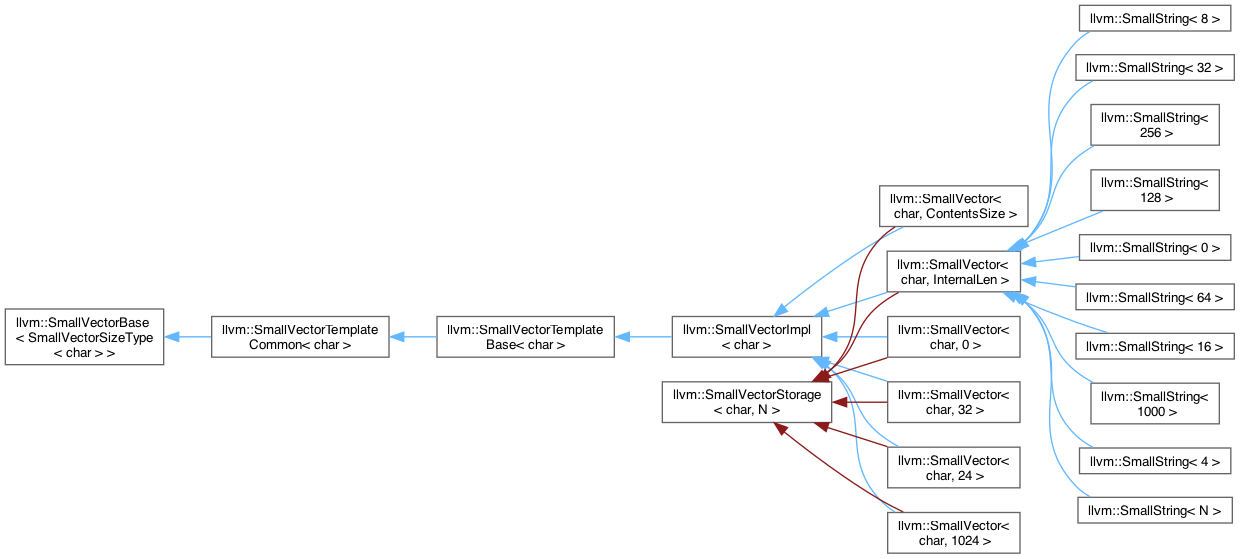 llvm::SmallVectorBase
< SmallVectorSizeType
< char > >
llvm::SmallVectorTemplate
Common< char >
llvm::SmallVectorTemplate
Base< char >
llvm::SmallVectorImpl
< char >
llvm::SmallVectorStorage
< char, N >
llvm::SmallVector<
char, ContentsSize >
llvm::SmallVector<
char, InternalLen >
llvm::SmallVector<
char, 0 >
llvm::SmallVector<
char, 32 >
llvm::SmallVector<
char, 24 >
llvm::SmallVector<
char, 1024 >
llvm::SmallString< 8 >
llvm::SmallString< 32 >
llvm::SmallString<
256 >
llvm::SmallString<
128 >
llvm::SmallString< 0 >
llvm::SmallString< 64 >
llvm::SmallString< 16 >
llvm::SmallString<
1000 >
llvm::SmallString< 4 >
llvm::SmallString< N >